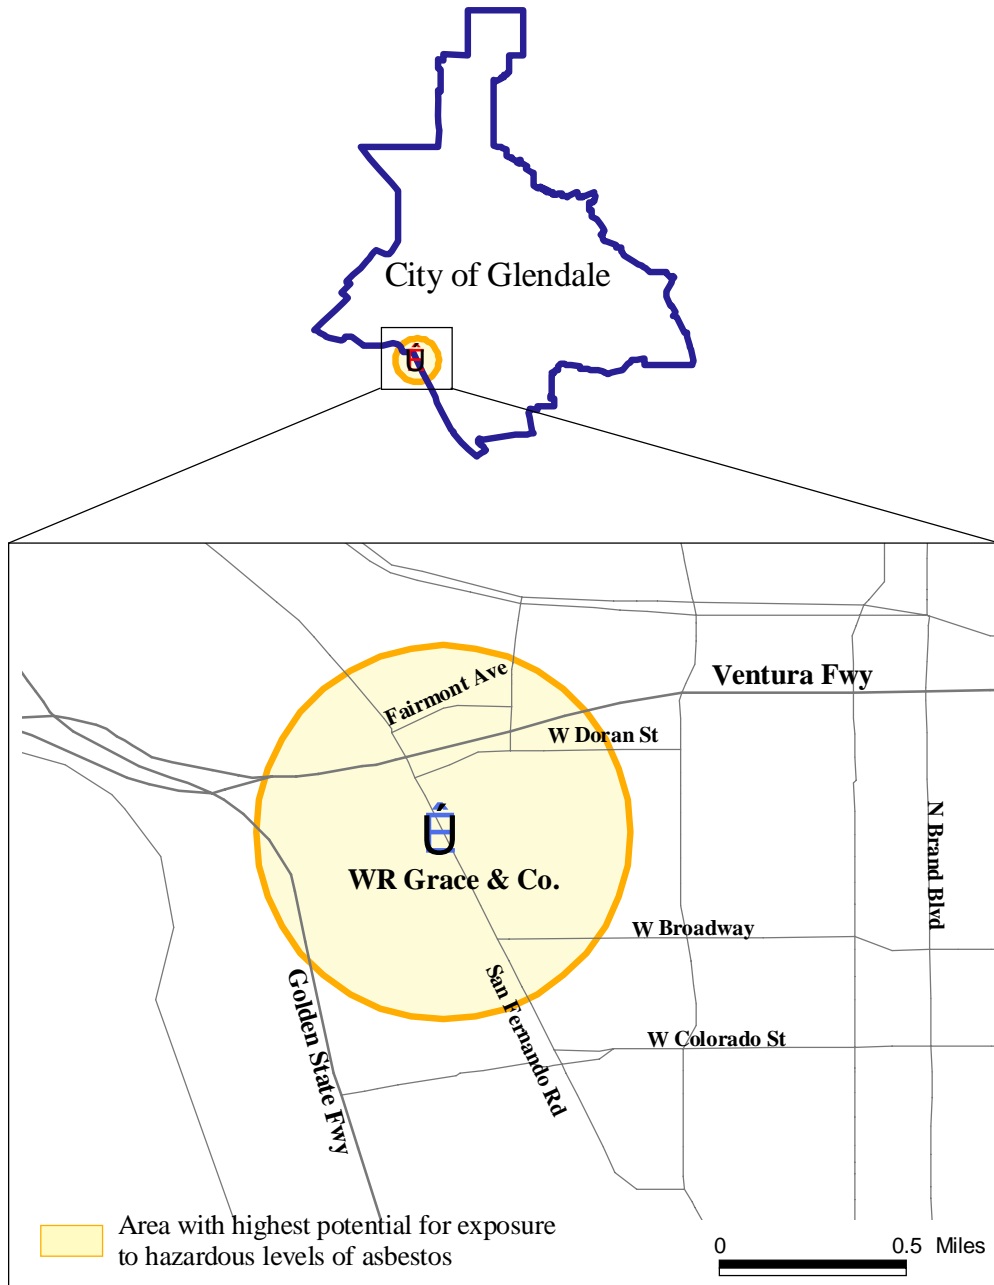 City of Glendale
Fairmont Ave
Ventura Fwy
W Doran St
N Brand Blvd
WR Grace & Co.
W Broadway
San Fernando Rd
Golden State Fwy
W Colorado St
Area with highest potential for exposure
to hazardous levels of asbestos
0 0.5 Miles